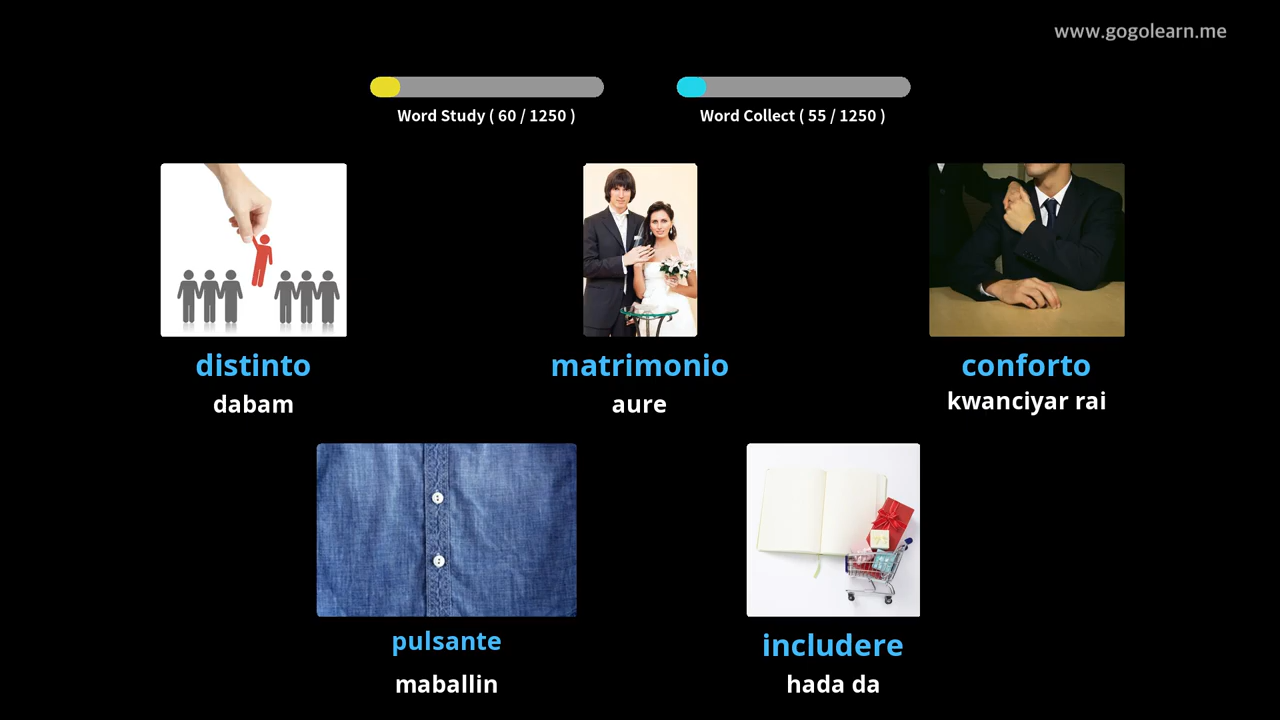 www.gogolearn.me
Word Study ( 60 / 1250 )
Word Collect ( 55 / 1250 )
distinto
dabam
matrimonio
aure
conforto
kwanciyar rai
pulsante
maballin
includere
hada da